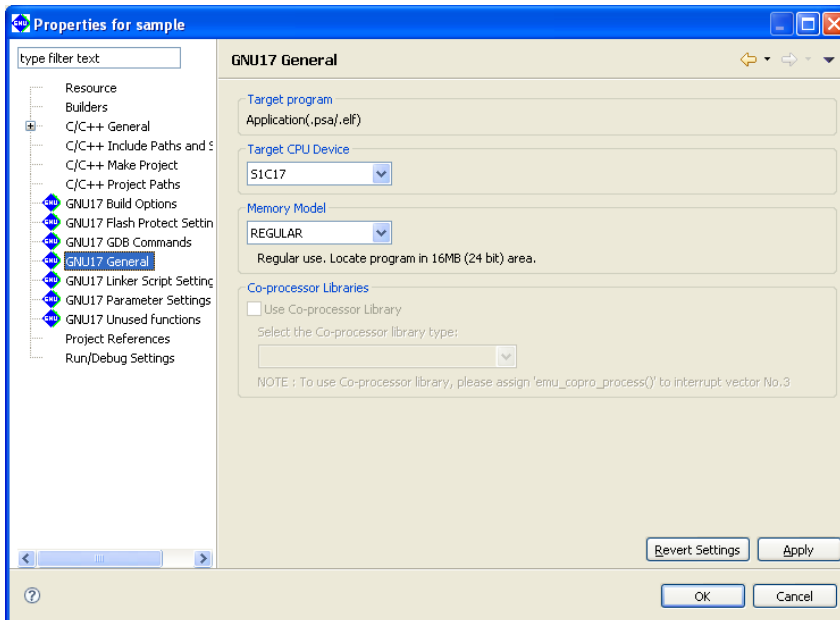 Properties for sample
type filter text
Resource
Builders
C/C++ General
C/C++ Include Paths and S
C/C++ Make Project
C/C++ Project Paths
GNU17 Build Options
GNU17 Flash Protect Settin
GNU17 GDB Commands
GNU17 General
GNU17 Linker Script Setting
GNU17 Parameter Settings
GNU17 Unused functions
Project References
Run/Debug Settings
GNU17 General
Target program
Application(.psa/.elf)
Target CPU Device
S1C17
Memory Model
REGULAR
Regular use. Locate program in 16MB (24 bit) area.
Co-processor Libraries
Use Co-processor Library
Select the Co-processor library type:
NOTE : To use Co-processor library, please assign 'emu_copro_process()' to interrupt vector No.3
Revert Settings
Apply
OK
Cancel